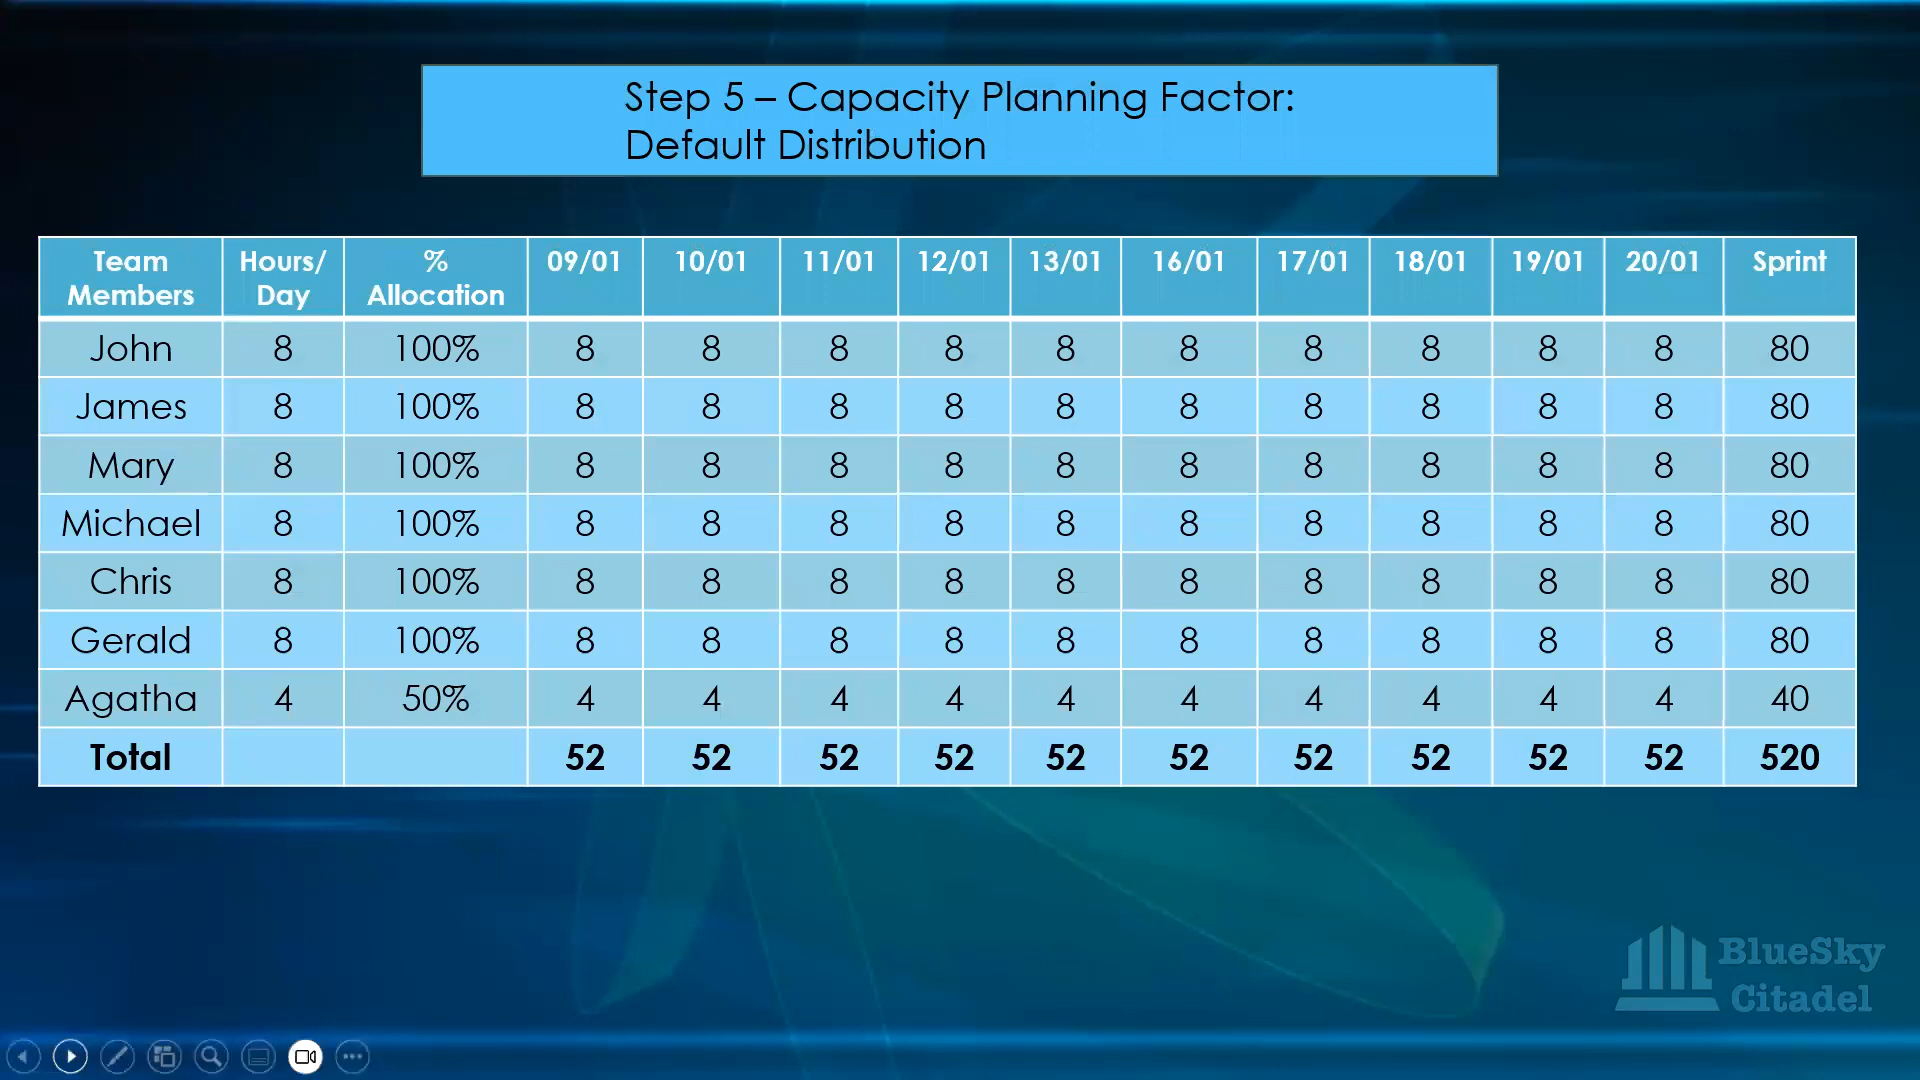 Step 5 – Capacity Planning Factor:
Default Distribution
Team Members Hours/ Day % Allocation 09/01 10/01 11/01 12/01 13/01 16/01 17/01 18/01 19/01 20/01 Sprint
John 8 100% 8 8 8 8 8 8 8 8 8 8 80
James 8 100% 8 8 8 8 8 8 8 8 8 8 80
Mary 8 100% 8 8 8 8 8 8 8 8 8 8 80
Michael 8 100% 8 8 8 8 8 8 8 8 8 8 80
Chris 8 100% 8 8 8 8 8 8 8 8 8 8 80
Gerald 8 100% 8 8 8 8 8 8 8 8 8 8 80
Agatha 4 50% 4 4 4 4 4 4 4 4 4 4 40
Total 52 52 52 52 52 52 52 52 52 52 520
BlueSky
Citadel